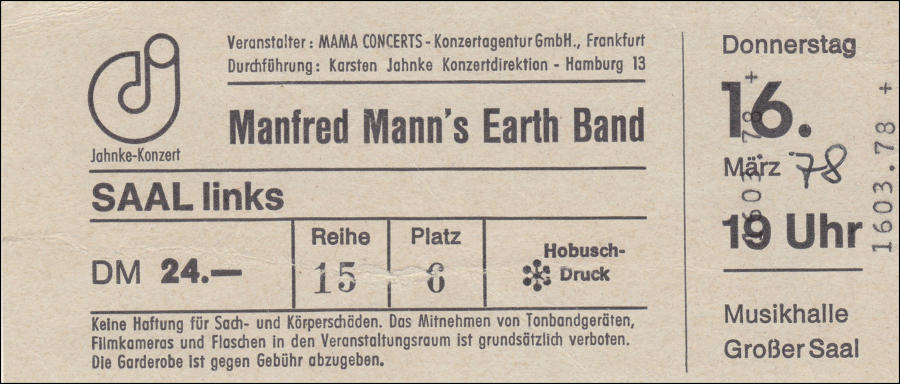 Veranstalter: MAMA CONCERTS - Konzertagentur GmbH., Frankfurt
Durchführung: Karsten Jahnke Konzertdirektion - Hamburg 13
Jahnke-Konzert
Manfred Mann's Earth Band
SAAL links
DM 24.—
Reihe
15
Platz
6
Hobusch-
Druck
Keine Haftung für Sach- und Körperschäden. Das Mitnehmen von Tonbandgeräten,
Filmkameras und Flaschen in den Veranstaltungsraum ist grundsätzlich verboten.
Die Garderobe ist gegen Gebühr abzugeben.
Donnerstag
16.
März 78
19 Uhr
Musikhalle
Großer Saal
1603.78 +
1603.78 +